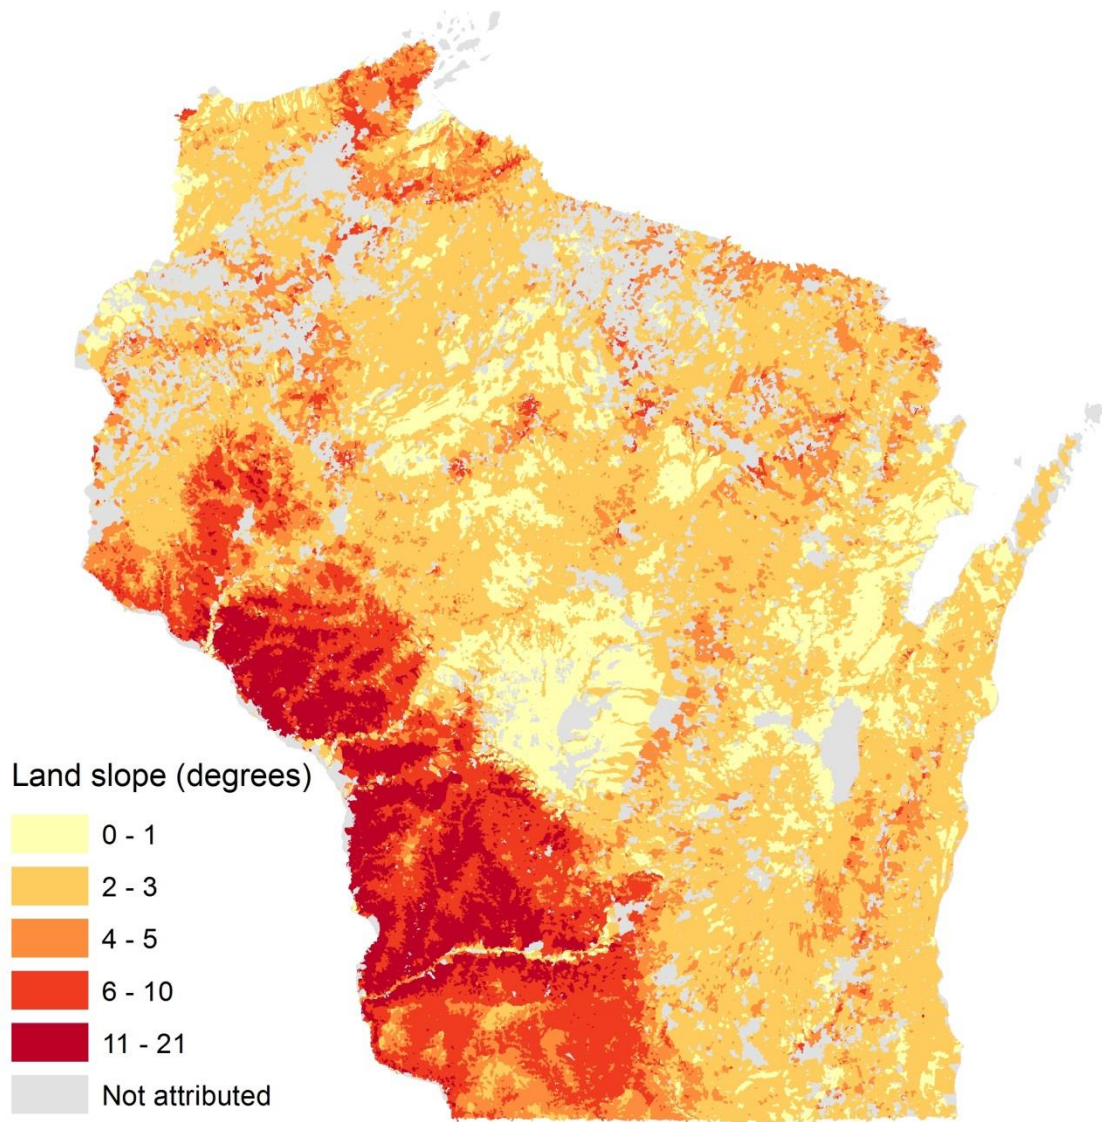 Land slope (degrees)
0 - 1
2 - 3
4 - 5
6 - 10
11 - 21
Not attributed